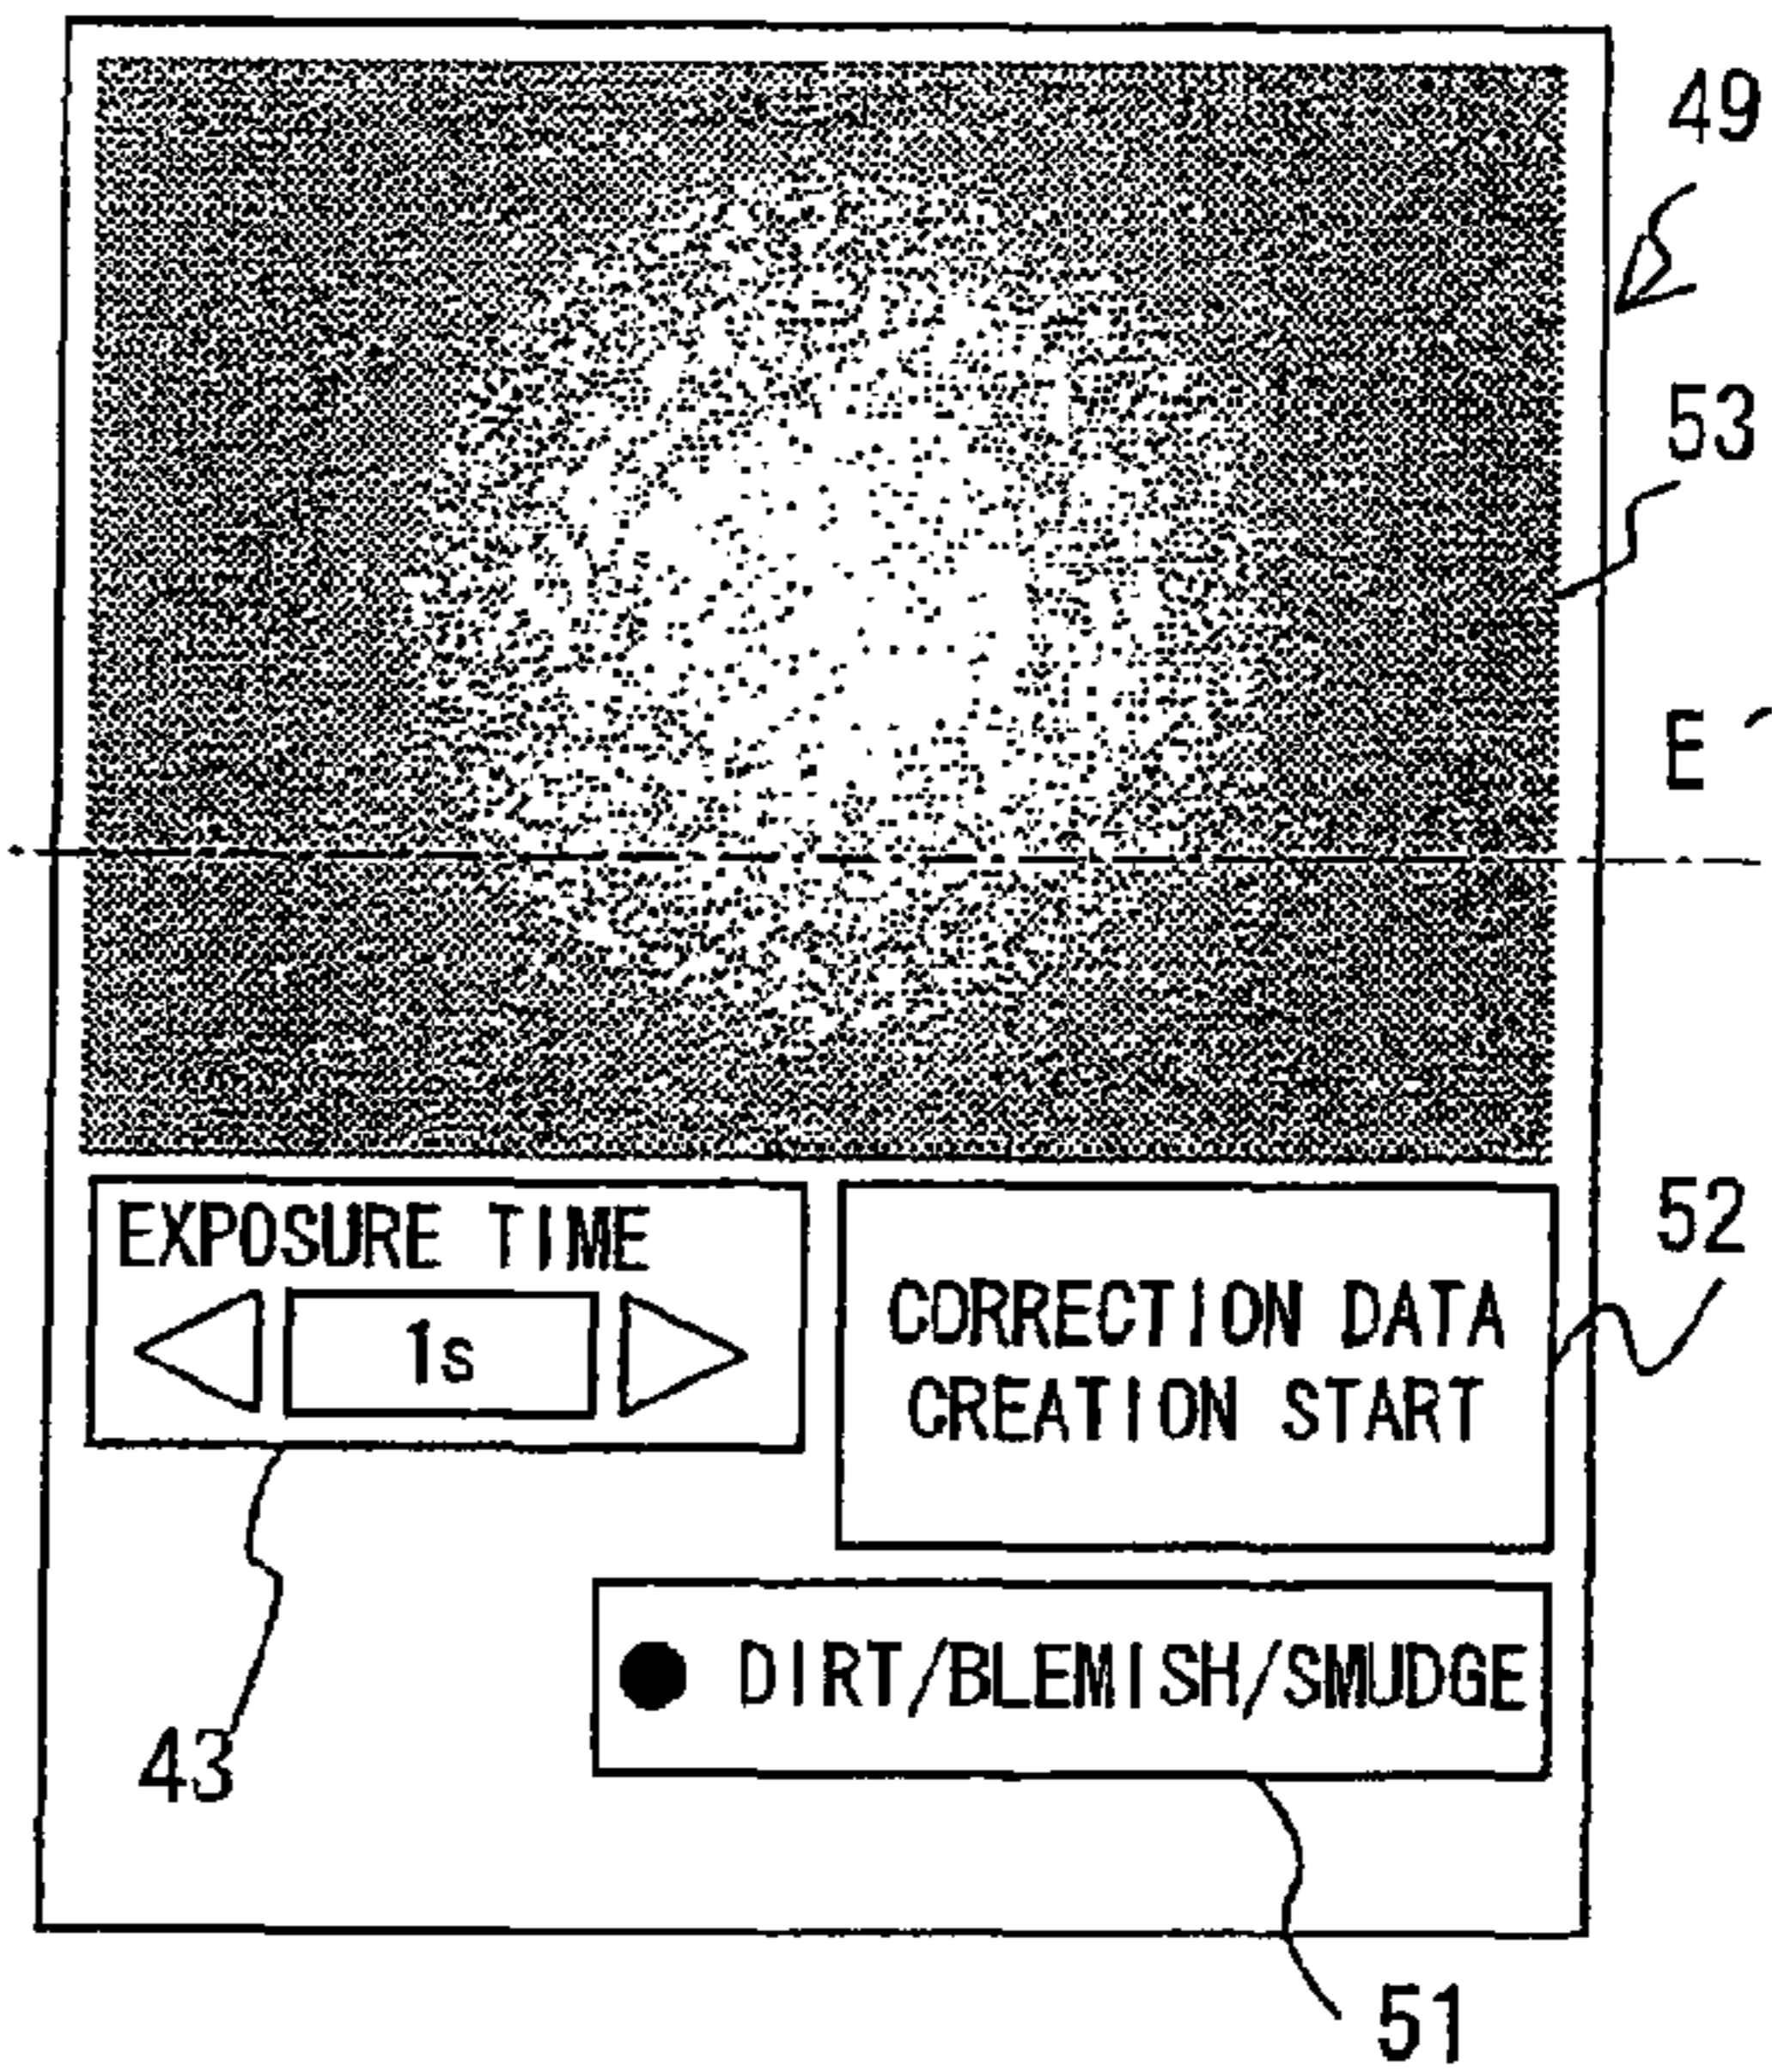 49
53
E
EXPOSURE TIME
1s
CORRECTION DATA
CREATION START
52
DIRT/BLEMISH/SMUDGE
43
51